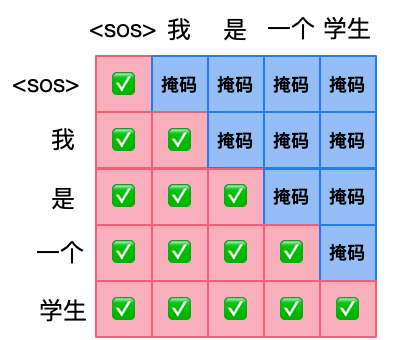 <sos> 我 是 一个 学生
<sos> ✅ 掩码 掩码 掩码 掩码
我 ✅ ✅ 掩码 掩码 掩码
是 ✅ ✅ ✅ 掩码 掩码
一个 ✅ ✅ ✅ ✅ 掩码
学生 ✅ ✅ ✅ ✅ ✅